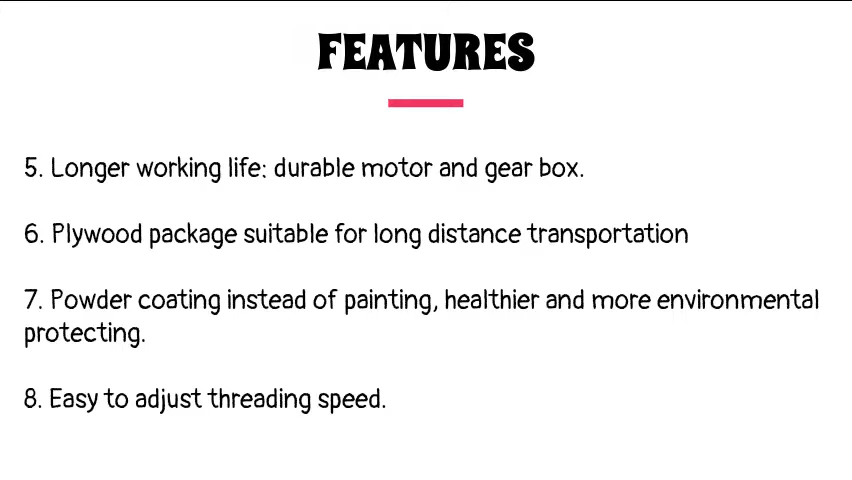 FEATURES
5. Longer working life: durable motor and gear box.
6. Plywood package suitable for long distance transportation
7. Powder coating instead of painting, healthier and more environmental
protecting.
8. Easy to adjust threading speed.